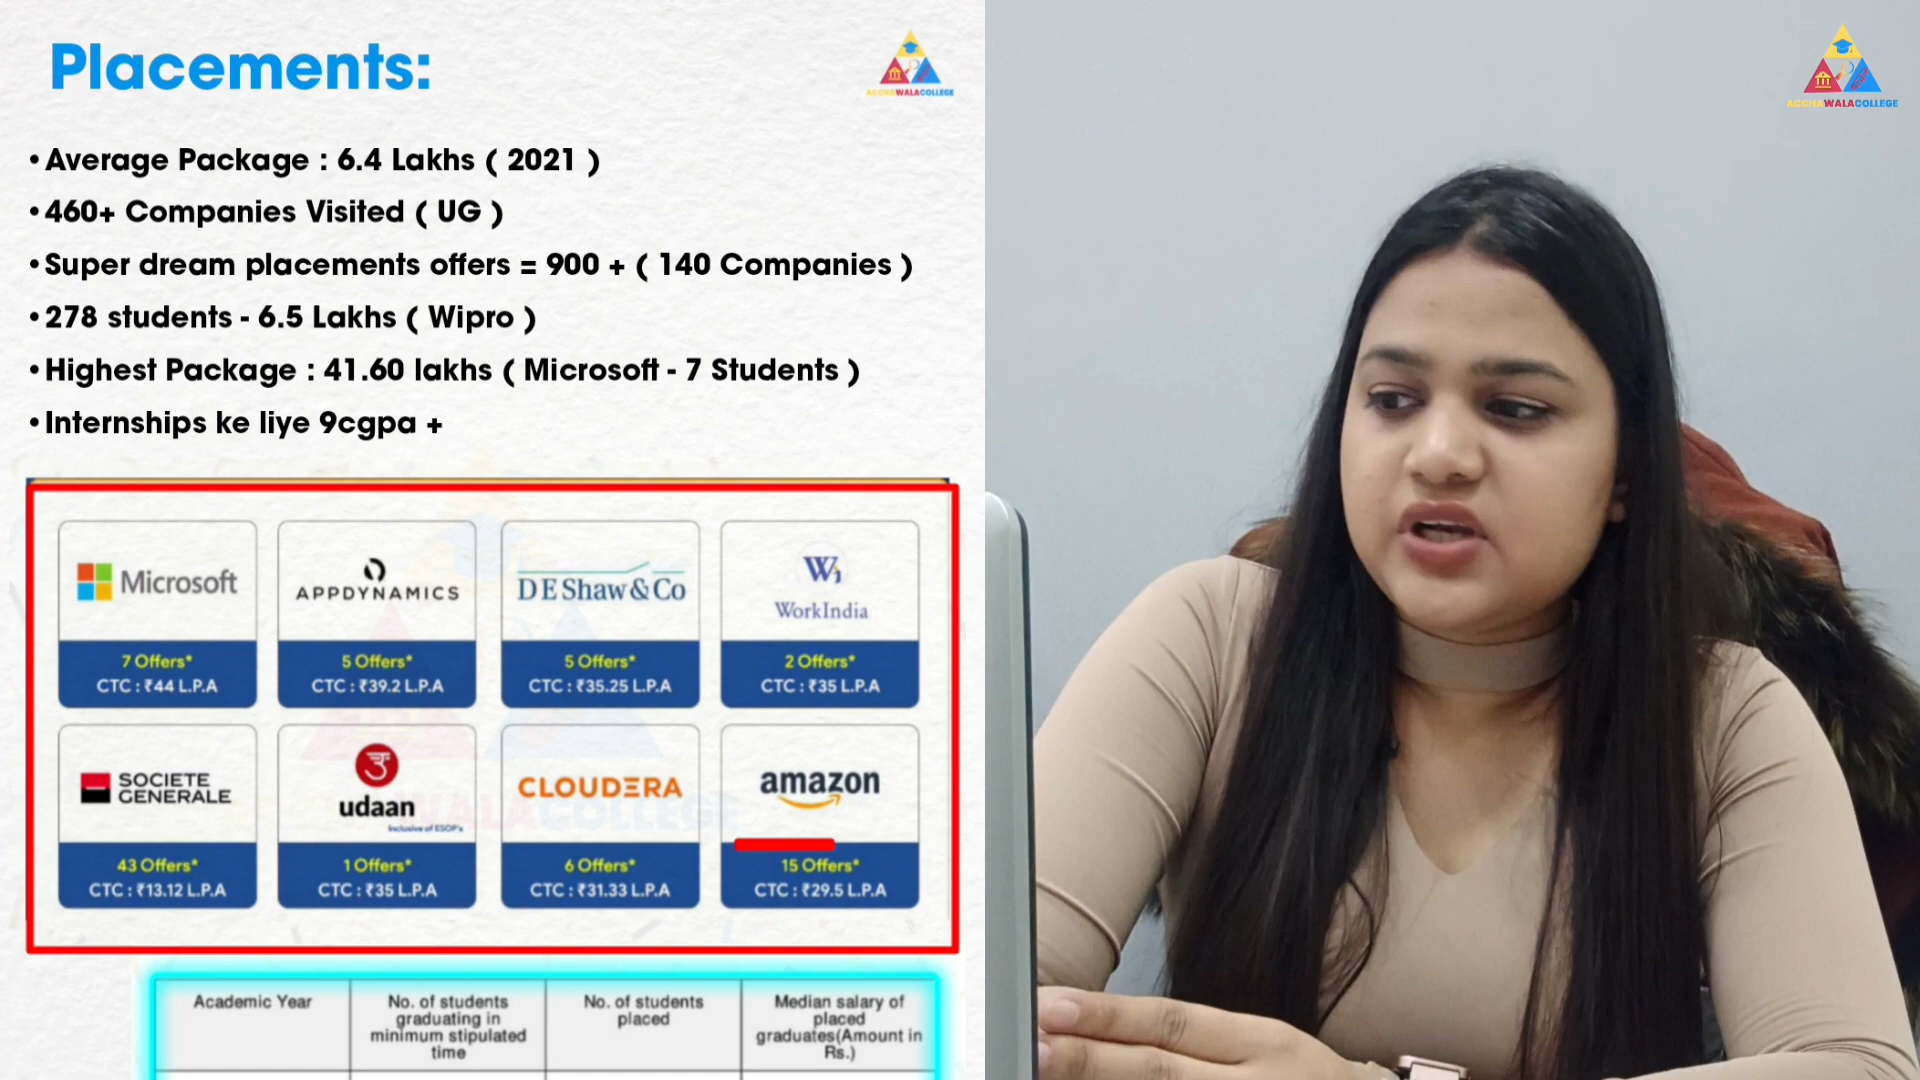 Placements:
ACCHAWALACOLLEGE
ACCHAWALACOLLEGE
• Average Package : 6.4 Lakhs ( 2021 )
• 460+ Companies Visited ( UG )
• Super dream placements offers = 900 + ( 140 Companies )
• 278 students - 6.5 Lakhs ( Wipro )
• Highest Package : 41.60 lakhs ( Microsoft - 7 Students )
• Internships ke liye 9cgpa +
Microsoft
7 Offers*
CTC : ₹44 L.P.A
APPDYNAMICS
5 Offers*
CTC : ₹39.2 L.P.A
DE Shaw & Co
5 Offers*
CTC : ₹35.25 L.P.A
WorkIndia
2 Offers*
CTC : ₹35 L.P.A
SOCIETE
GENERALE
43 Offers*
CTC : ₹13.12 L.P.A
उ
udaan
Inclusive of ESOP's
1 Offers*
CTC : ₹35 L.P.A
CLOUDERA
6 Offers*
CTC : ₹31.33 L.P.A
amazon
15 Offers*
CTC : ₹29.5 L.P.A
WALACOLLEGE
Academic Year
No. of students
graduating in
minimum stipulated
time
No. of students
placed
Median salary of
placed
graduates(Amount in
Rs.)